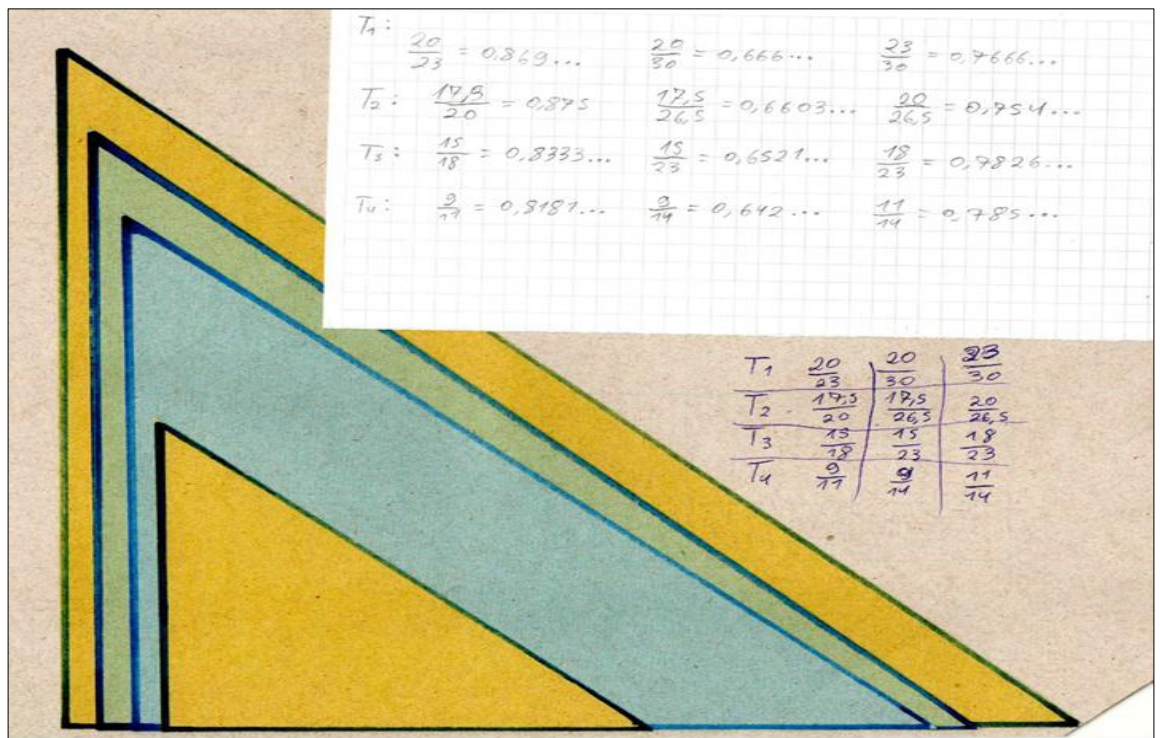 T1:
20/23 = 0,869... 20/30 = 0,666... 23/30 = 0,7666...
T2: 17,5/20 = 0,875 17,5/26,5 = 0,6603... 20/26,5 = 0,754...
T3: 15/18 = 0,8333... 15/23 = 0,6521... 18/23 = 0,7826...
T4: 9/11 = 0,8181... 9/14 = 0,642... 11/14 = 0,785...
T1 20/23 20/30 23/30
T2 17,5/20 17,5/26,5 20/26,5
T3 15/18 15/23 18/23
T4 9/11 9/14 11/14